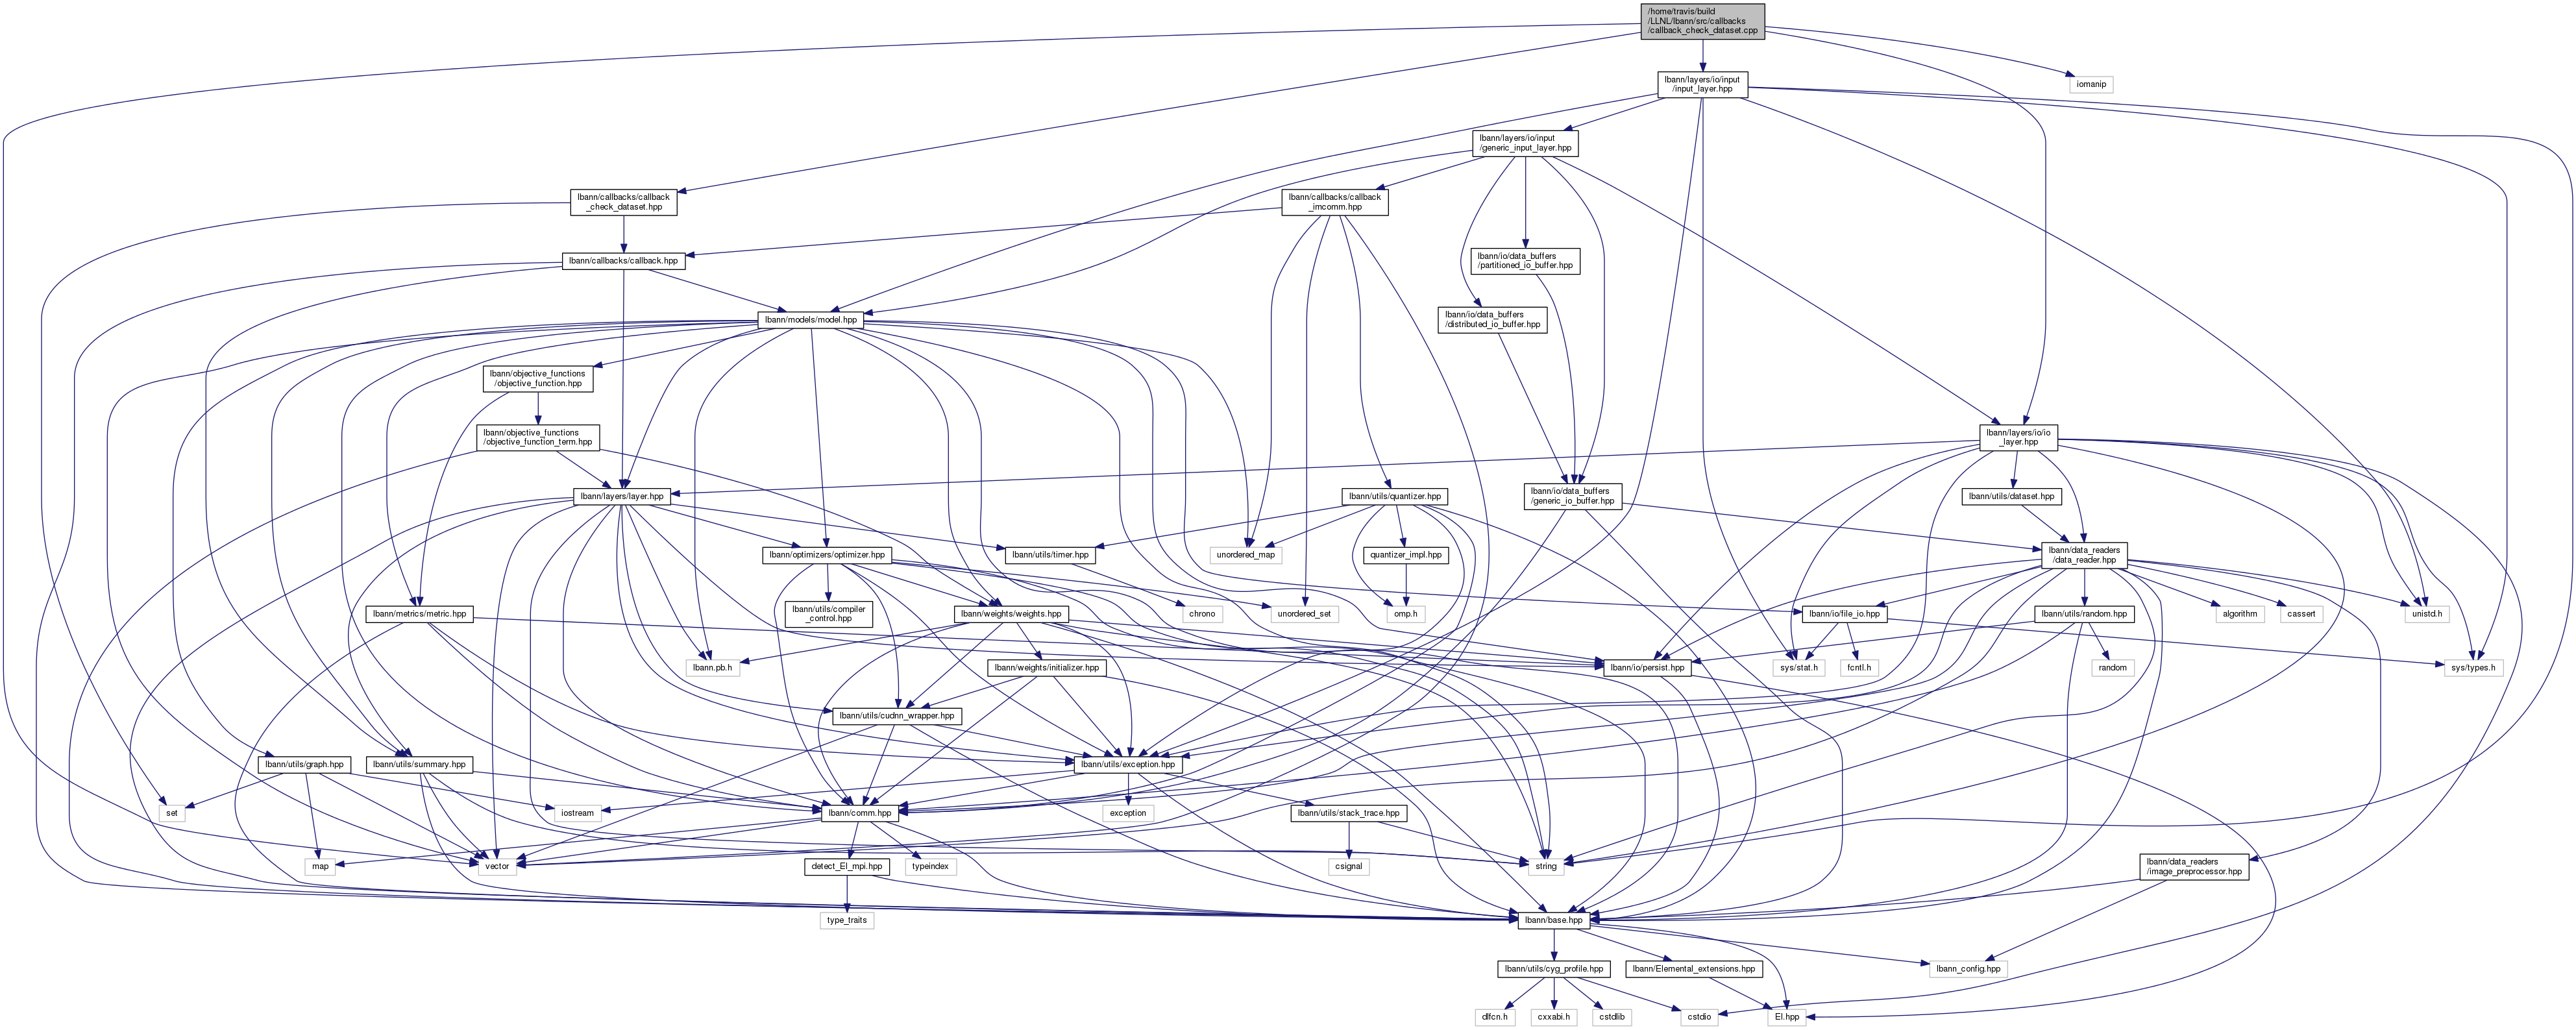 /home/travis/build
/LLNL/lbann/src/callbacks
/callback_check_dataset.cpp
lbann/layers/io/input
/input_layer.hpp
iomanip
lbann/layers/io/input
/generic_input_layer.hpp
lbann/callbacks/callback
_check_dataset.hpp
lbann/callbacks/callback
_imcomm.hpp
lbann/callbacks/callback.hpp
lbann/io/data_buffers
/partitioned_io_buffer.hpp
lbann/models/model.hpp
lbann/io/data_buffers
/distributed_io_buffer.hpp
lbann/objective_functions
/objective_function.hpp
lbann/objective_functions
/objective_function_term.hpp
lbann/layers/io/io
_layer.hpp
lbann/layers/layer.hpp
lbann/utils/quantizer.hpp
lbann/io/data_buffers
/generic_io_buffer.hpp
lbann/utils/dataset.hpp
lbann/optimizers/optimizer.hpp
lbann/utils/timer.hpp
unordered_map
quantizer_impl.hpp
lbann/data_readers
/data_reader.hpp
lbann/metrics/metric.hpp
lbann/utils/compiler
_control.hpp
lbann/weights/weights.hpp
chrono
unordered_set
omp.h
lbann/io/file_io.hpp
lbann/utils/random.hpp
algorithm
cassert
unistd.h
lbann.pb.h
lbann/weights/initializer.hpp
lbann/io/persist.hpp
sys/stat.h
fcntl.h
random
sys/types.h
lbann/utils/cudnn_wrapper.hpp
lbann/utils/graph.hpp
lbann/utils/summary.hpp
lbann/utils/exception.hpp
set
iostream
lbann/comm.hpp
exception
lbann/utils/stack_trace.hpp
map
vector
detect_El_mpi.hpp
typeindex
csignal
string
lbann/data_readers
/image_preprocessor.hpp
type_traits
lbann/base.hpp
lbann/utils/cyg_profile.hpp
lbann/Elemental_extensions.hpp
lbann_config.hpp
dlfcn.h
cxxabi.h
cstdlib
cstdio
El.hpp